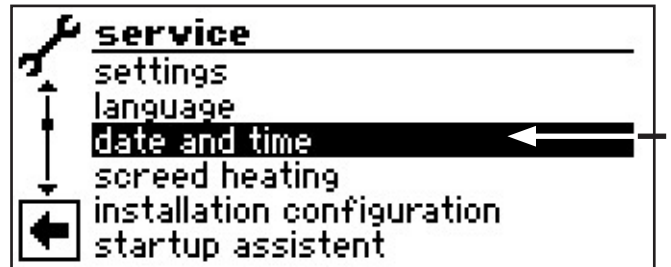 service
settings
language
date and time
screed heating
installation configuration
startup assistent